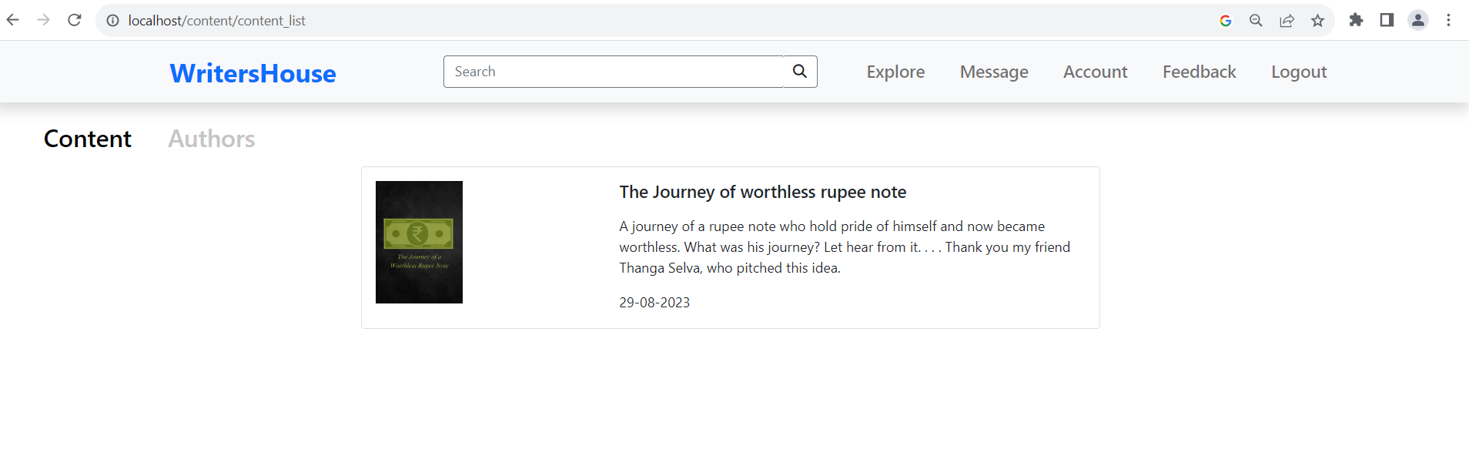 localhost/content/content_list
WritersHouse
Search
Explore
Message
Account
Feedback
Logout
Content
Authors
The Journey of a
Worthless Rupee Note
The Journey of worthless rupee note
A journey of a rupee note who hold pride of himself and now became
worthless. What was his journey? Let hear from it. . . . Thank you my friend
Thanga Selva, who pitched this idea.
29-08-2023